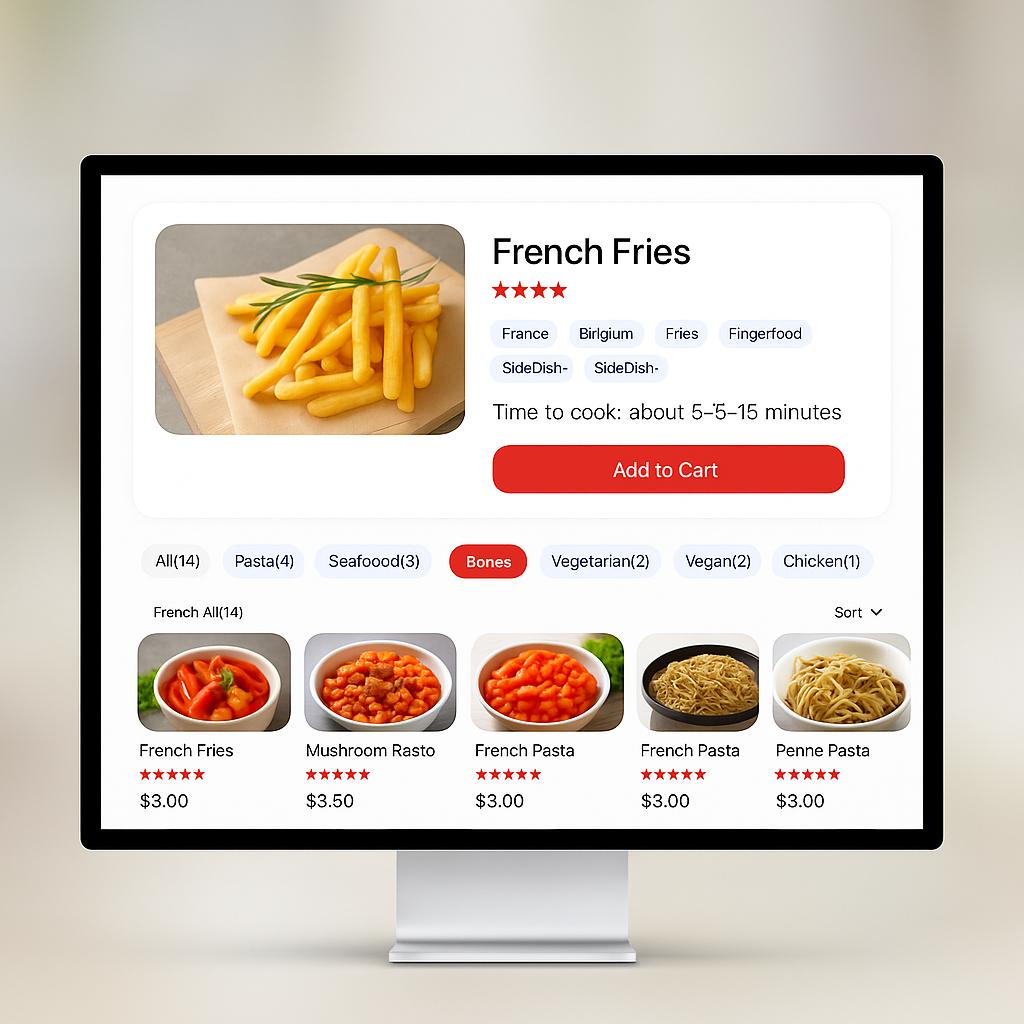 French Fries
France Birlgium Fries Fingerfood
SideDish- SideDish-
Time to cook: about 5–5–15 minutes
Add to Cart
All(14) Pasta(4) Seafoood(3) Bones Vegetarian(2) Vegan(2) Chicken(1)
French All(14) Sort
French Fries Mushroom Rasto French Pasta French Pasta Penne Pasta
$3.00 $3.50 $3.00 $3.00 $3.00